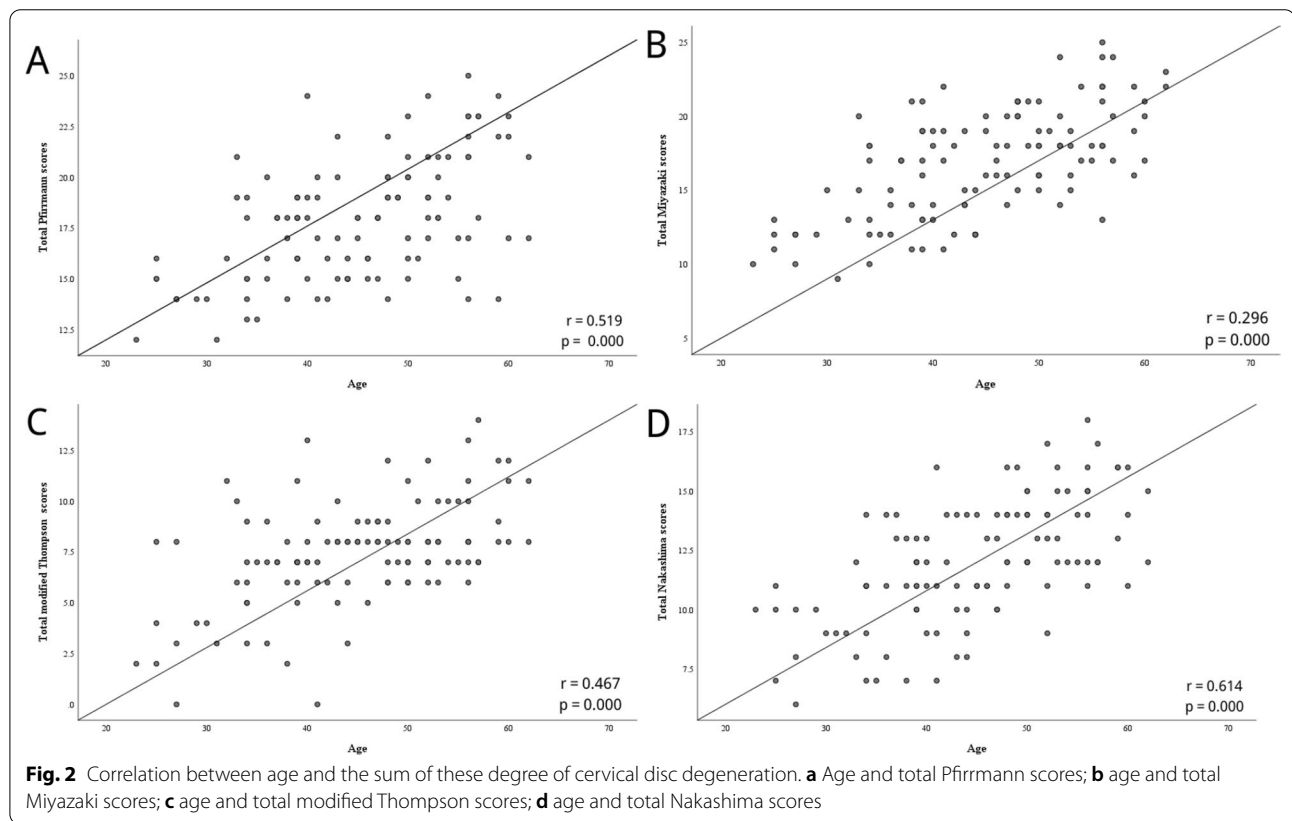 A
Total Pfirrmann scores
25.0
22.5
20.0
17.5
15.0
12.5
r = 0.519
p = 0.000
20 30 40 50 60 70
Age
B
Total Miyazaki scores
25
20
15
10
5
r = 0.296
p = 0.000
20 30 40 50 60 70
Age
C
Total modified Thompson scores
12.5
10.0
7.5
5.0
2.5
.0
r = 0.467
p = 0.000
20 30 40 50 60 70
Age
D
Total Nakashima scores
17.5
15.0
12.5
10.0
7.5
r = 0.614
p = 0.000
20 30 40 50 60 70
Age
Fig. 2 Correlation between age and the sum of these degree of cervical disc degeneration. a Age and total Pfirrmann scores; b age and total
Miyazaki scores; c age and total modified Thompson scores; d age and total Nakashima scores